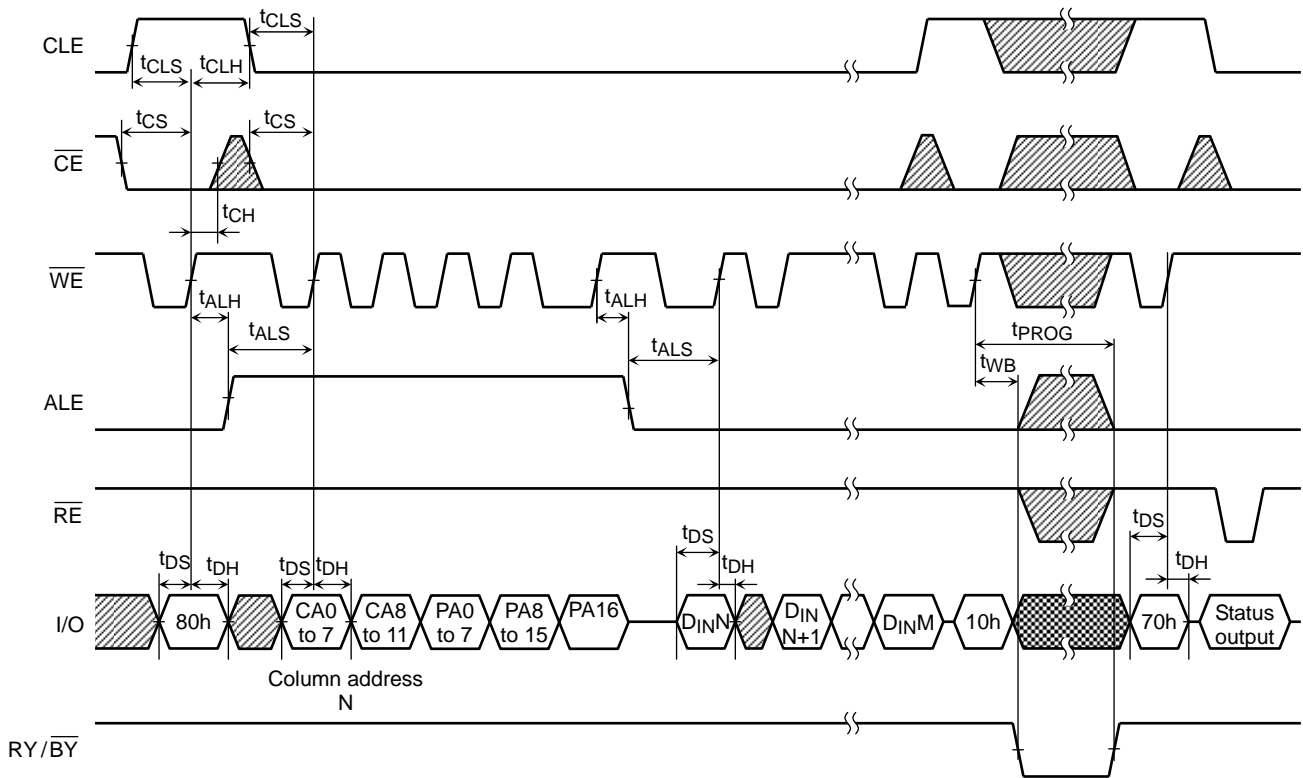 CLE
tCLS
tCLS
tCLH
CE
tCS
tCS
tCH
WE
tALH
tALS
tALH
tALS
tPROG
tWB
ALE
RE
tDS
tDH
tDS
tDH
tDS
tDH
tDS
tDH
I/O
80h
CA0
to 7
CA8
to 11
PA0
to 7
PA8
to 15
PA16
DINN
DIN
N+1
DINM
10h
70h
Status
output
Column address
N
RY/BY